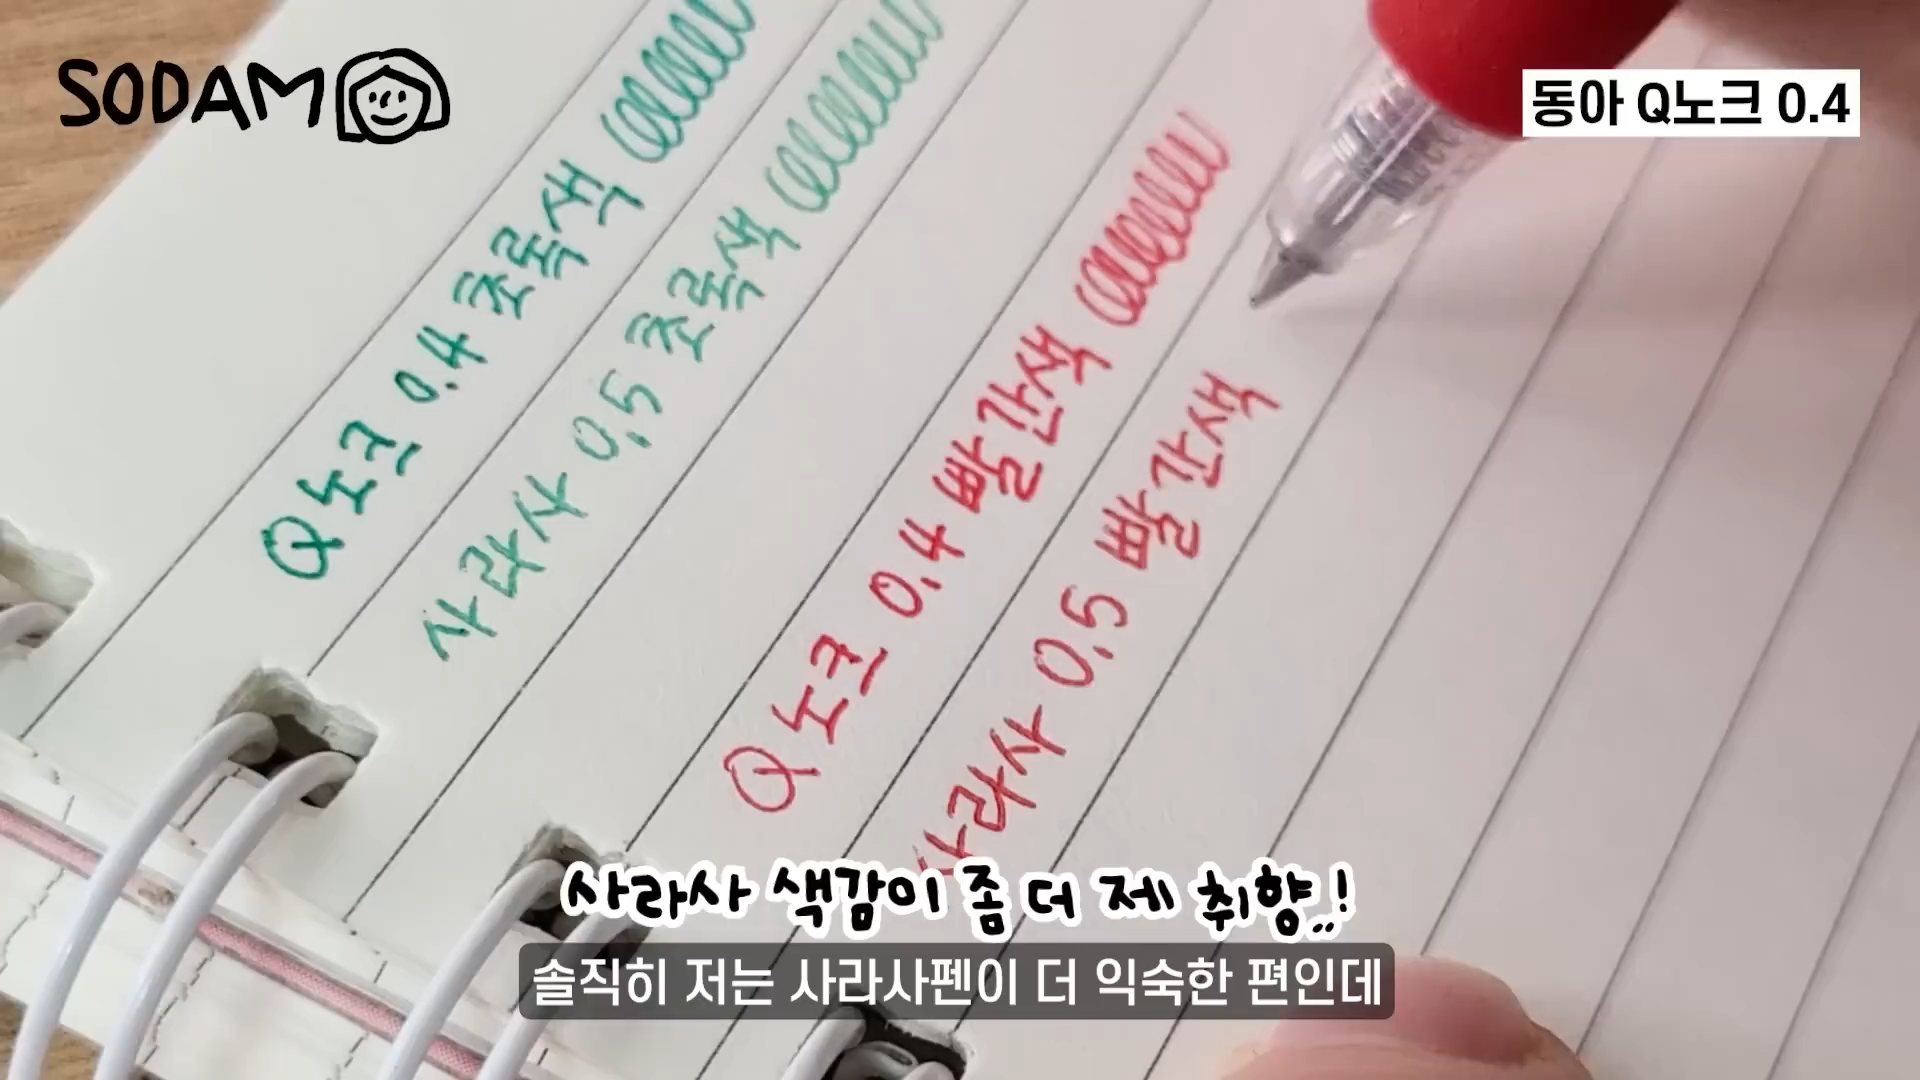 SODAM
동아 Q노크 0.4
Q노크 0.4 초록색
사라사 0.5 초록색
Q노크 0.4 빨간색
사라사 0.5 빨간색
사라사 색감이 좀 더 제 취향..!
솔직히 저는 사라사펜이 더 익숙한 편인데